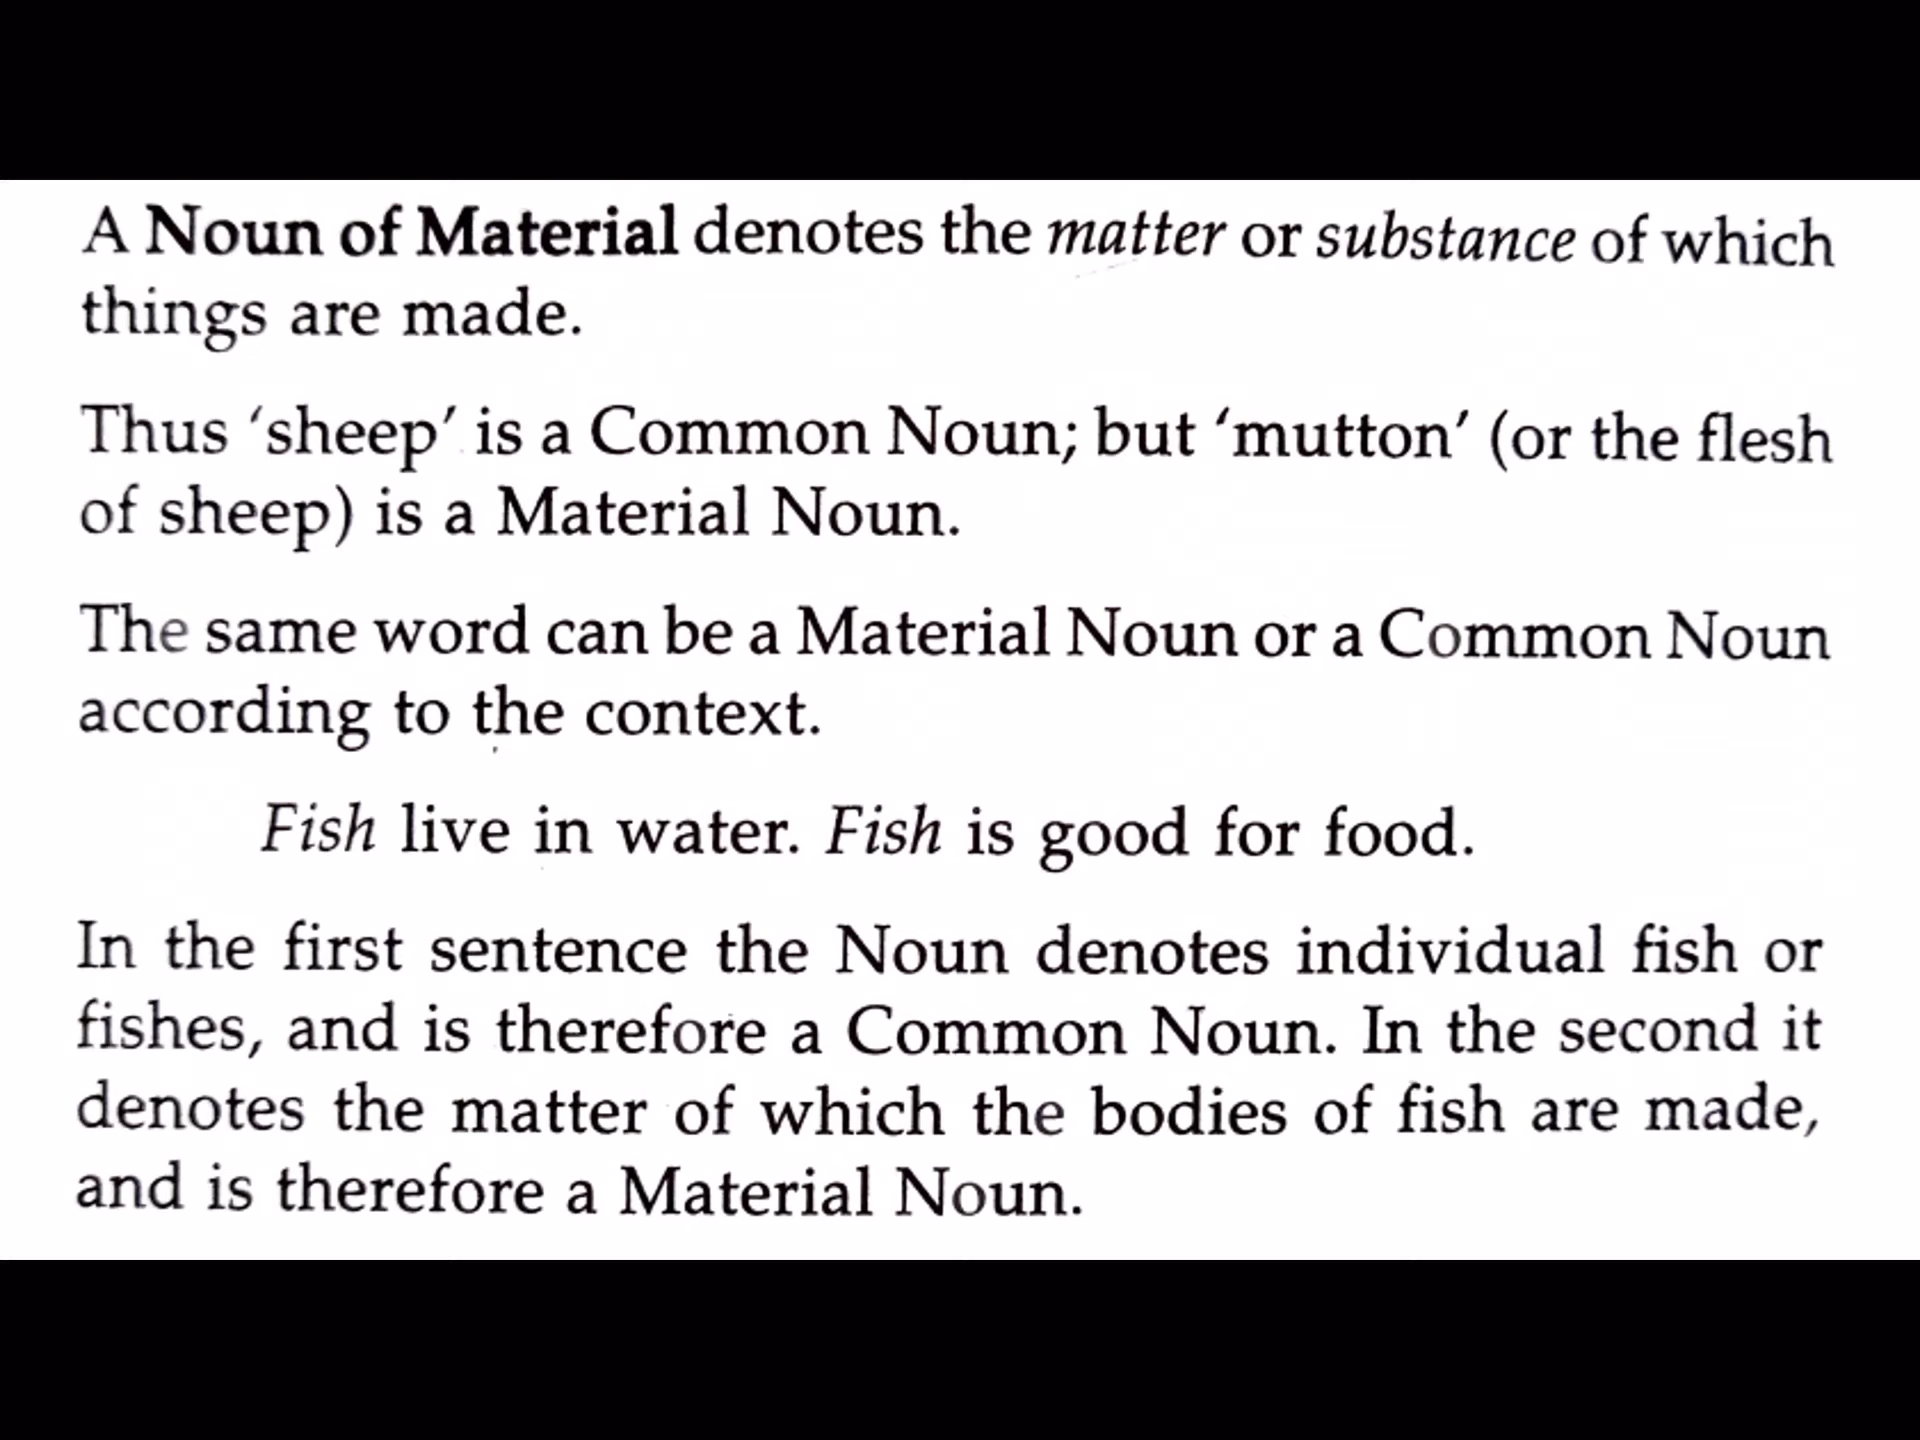 A Noun of Material denotes the matter or substance of which
things are made.
Thus ‘sheep’ is a Common Noun; but ‘mutton’ (or the flesh
of sheep) is a Material Noun.
The same word can be a Material Noun or a Common Noun
according to the context.
Fish live in water. Fish is good for food.
In the first sentence the Noun denotes individual fish or
fishes, and is therefore a Common Noun. In the second it
denotes the matter of which the bodies of fish are made,
and is therefore a Material Noun.